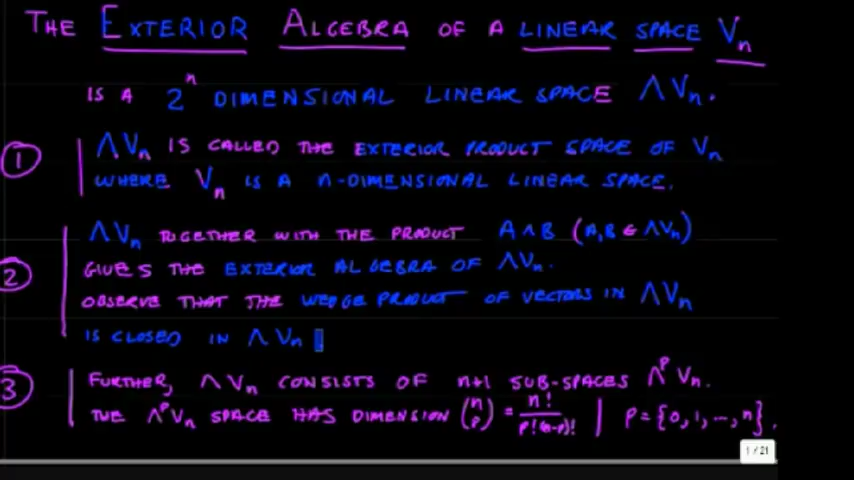 THE EXTERIOR ALGEBRA OF A LINEAR SPACE Vₙ
IS A 2ⁿ DIMENSIONAL LINEAR SPACE ΛVₙ.
① ΛVₙ IS CALLED THE EXTERIOR PRODUCT SPACE OF Vₙ
WHERE Vₙ IS A n-DIMENSIONAL LINEAR SPACE.
ΛVₙ TOGETHER WITH THE PRODUCT A∧B (A,B ∈ ΛVₙ)
② GIVES THE EXTERIOR ALGEBRA OF ΛVₙ.
OBSERVE THAT THE WEDGE PRODUCT OF VECTORS IN ΛVₙ
IS CLOSED IN ΛVₙ
③ FURTHER, ΛVₙ CONSISTS OF n+1 SUB-SPACES ΛᵖVₙ.
THE ΛᵖVₙ SPACE HAS DIMENSION (n p) = n!/p!(n-p)! | p={0,1,…,n}.
1 / 21